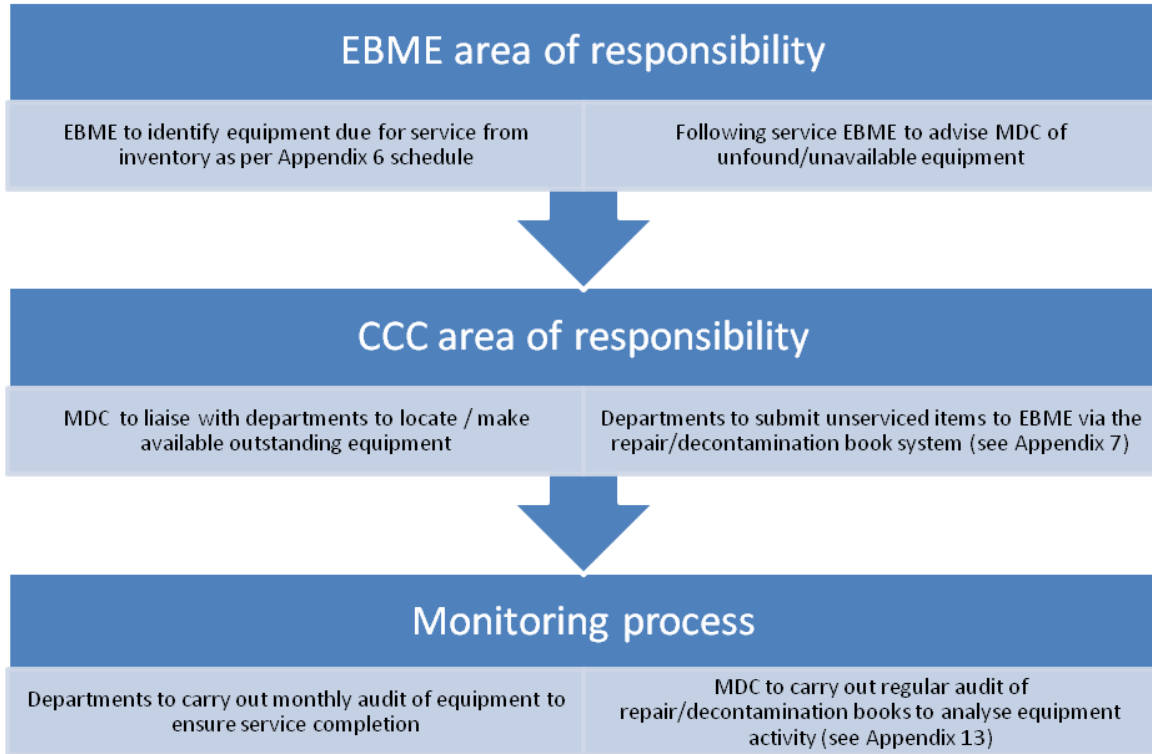 EBME area of responsibility
EBME to identify equipment due for service from
inventory as per Appendix 6 schedule
Following service EBME to advise MDC of
unfound/unavailable equipment
CCC area of responsibility
MDC to liaise with departments to locate / make
available outstanding equipment
Departments to submit unserviced items to EBME via the
repair/decontamination book system (see Appendix 7)
Monitoring process
Departments to carry out monthly audit of equipment to
ensure service completion
MDC to carry out regular audit of
repair/decontamination books to analyse equipment
activity (see Appendix 13)